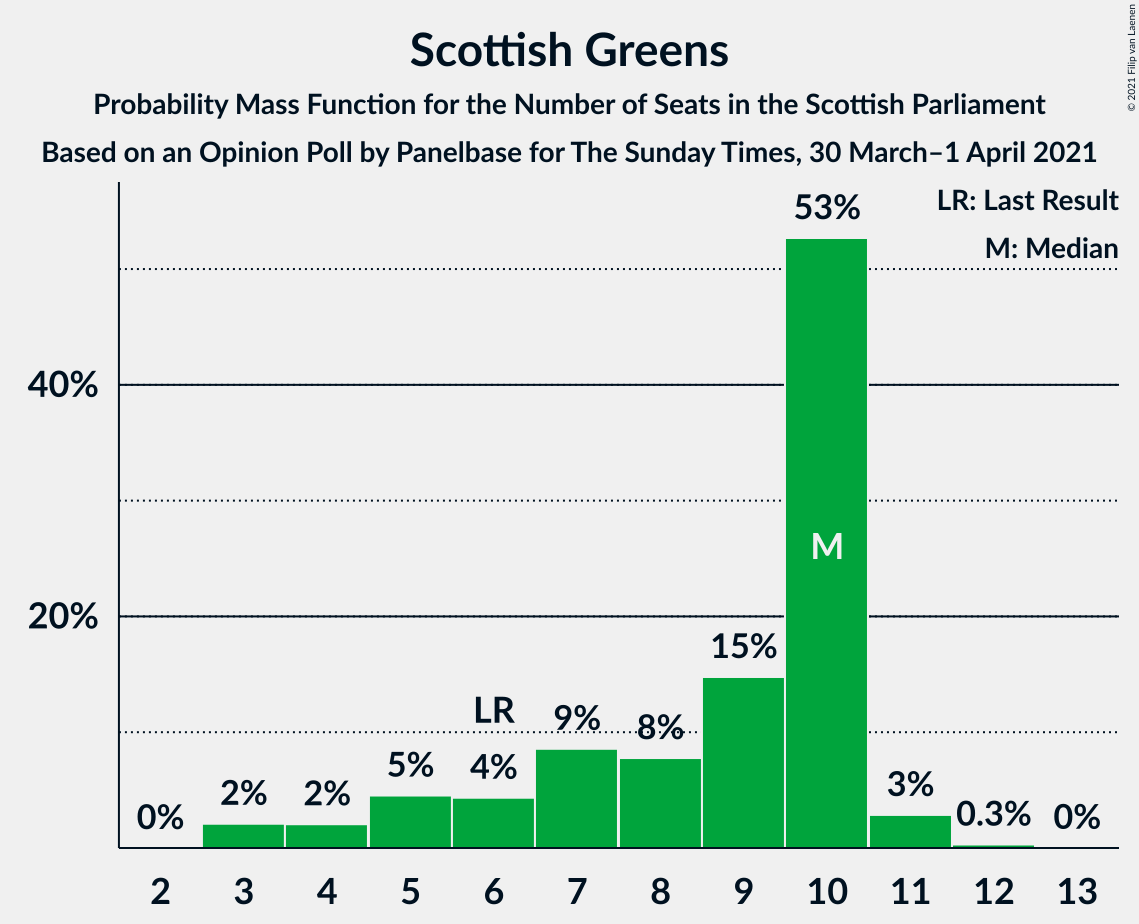 Scottish Greens
Probability Mass Function for the Number of Seats in the Scottish Parliament
Based on an Opinion Poll by Panelbase for The Sunday Times, 30 March–1 April 2021
© 2021 Filip van Laenen
LR: Last Result
M: Median
53%
40%
M
20%
15%
LR
9%
8%
5%
4%
2%
2%
3%
0%
0.3%
0%
2 3 4 5 6 7 8 9 10 11 12 13